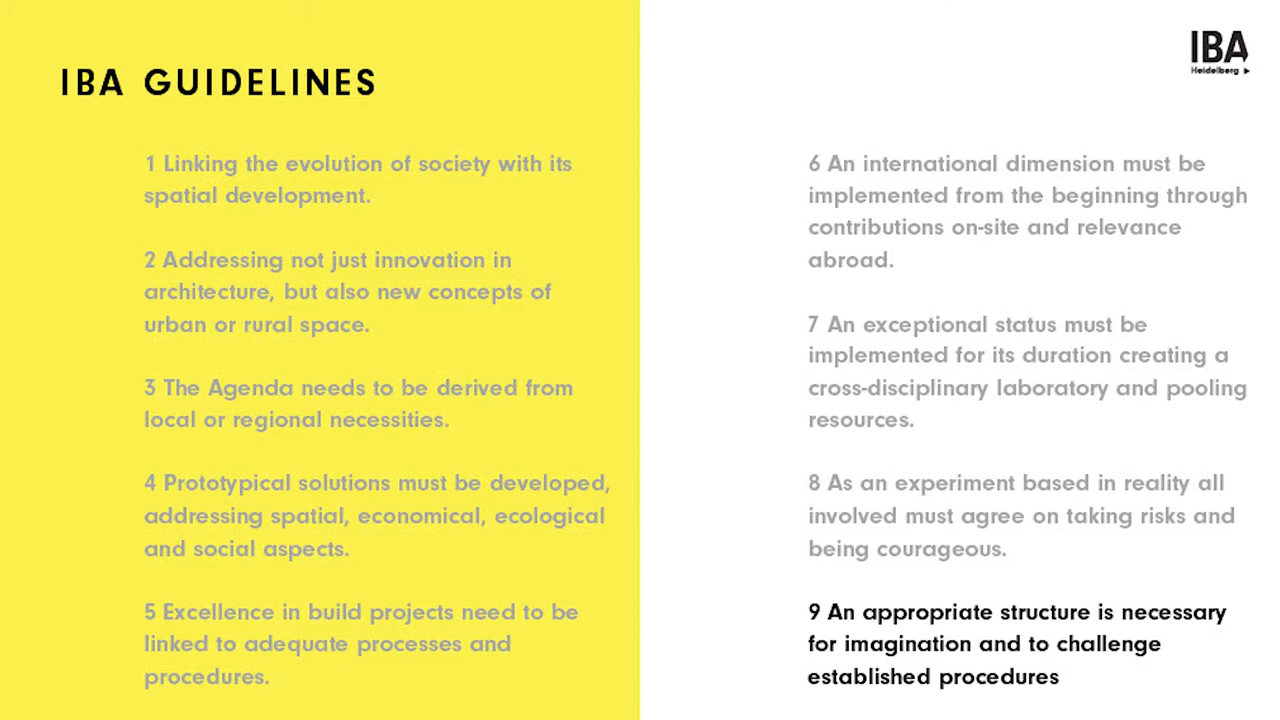 IBA GUIDELINES
1 Linking the evolution of society with its
spatial development.
2 Addressing not just innovation in
architecture, but also new concepts of
urban or rural space.
3 The Agenda needs to be derived from
local or regional necessities.
4 Prototypical solutions must be developed,
addressing spatial, economical, ecological
and social aspects.
5 Excellence in build projects need to be
linked to adequate processes and
procedures.
IBA
Heidelberg
6 An international dimension must be
implemented from the beginning through
contributions on-site and relevance
abroad.
7 An exceptional status must be
implemented for its duration creating a
cross-disciplinary laboratory and pooling
resources.
8 As an experiment based in reality all
involved must agree on taking risks and
being courageous.
9 An appropriate structure is necessary
for imagination and to challenge
established procedures